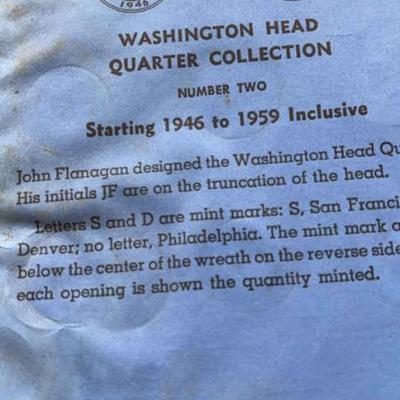 1946
WASHINGTON HEAD
QUARTER COLLECTION
NUMBER TWO
Starting 1946 to 1959 Inclusive
John Flanagan designed the Washington Head Qu
His initials JF are on the truncation of the head.
Letters S and D are mint marks: S, San Franci
Denver; no letter, Philadelphia. The mint mark a
below the center of the wreath on the reverse side
each opening is shown the quantity minted.